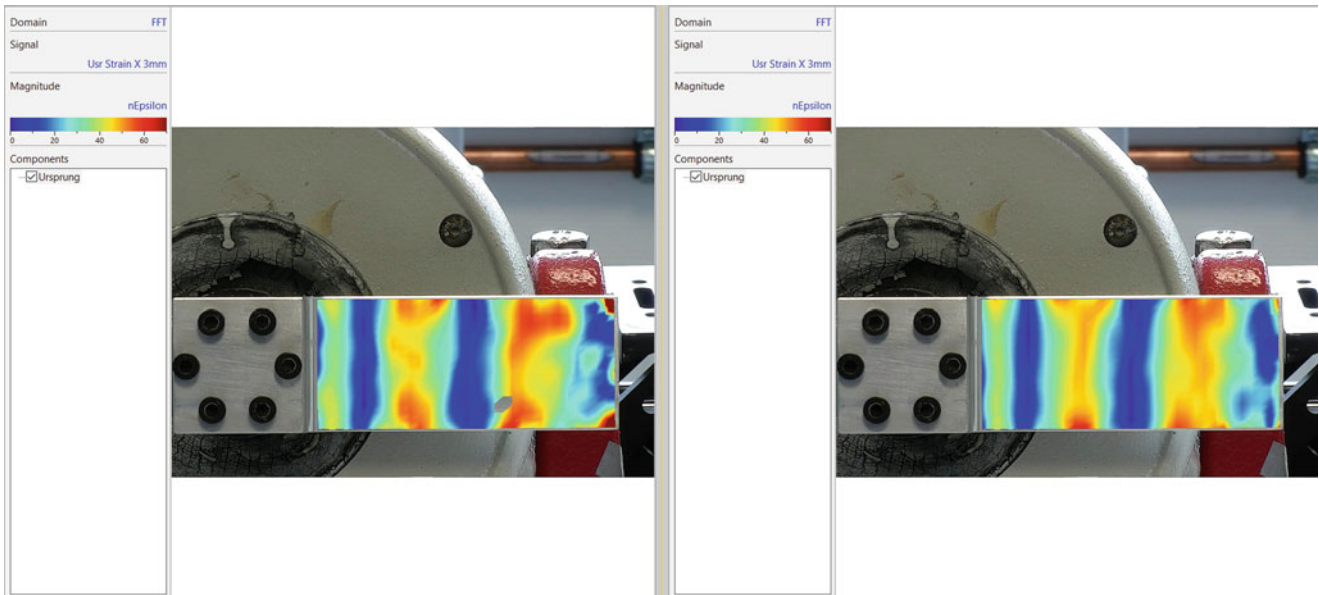 Domain FFT
Signal
Usr Strain X 3mm
Magnitude
nEpsilon
0 20 40 60
Components
Ursprung
Domain FFT
Signal
Usr Strain X 3mm
Magnitude
nEpsilon
0 20 40 60
Components
Ursprung